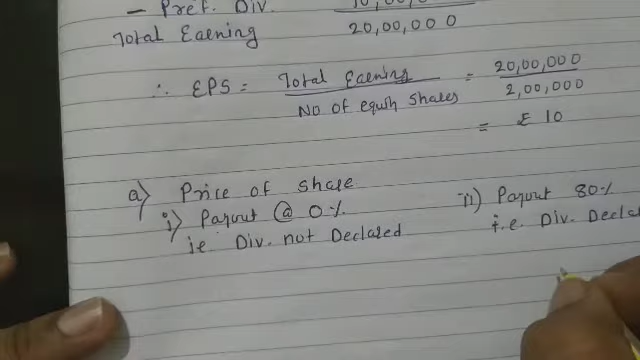 - Pref. Div.
Total Earning 20,00,000
∴ EPS = Total Earning / No of equity shares = 20,00,000 / 2,00,000
= ₤ 10
a) Price of share
i) Payout @ 0%
ie Div. not Declared
ii) Payout 80%
i.e Div.